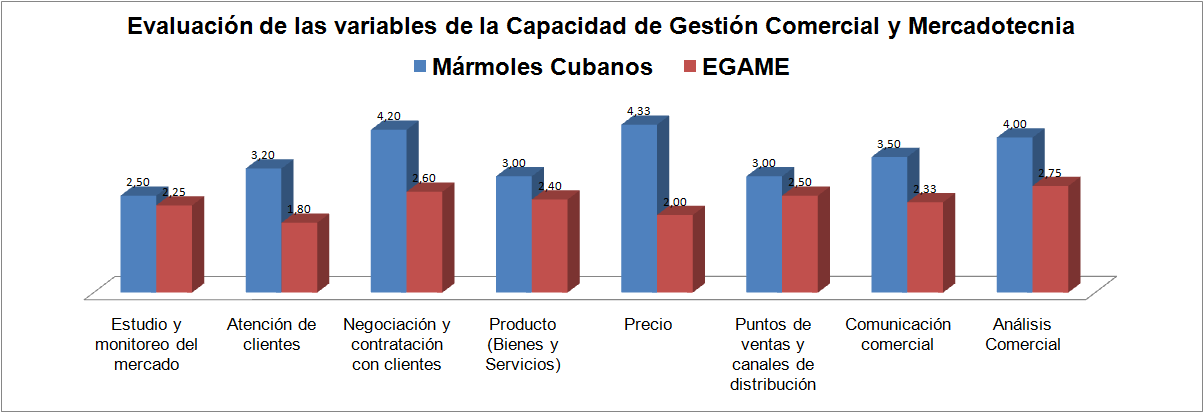 Evaluación de las variables de la Capacidad de Gestión Comercial y Mercadotecnia
Mármoles Cubanos EGAME
2,50 2,25 3,20 1,80 4,20 2,60 3,00 2,40 4,33 2,00 3,00 2,50 3,50 2,33 4,00 2,75
Estudio y
monitoreo del
mercado
Atención de
clientes
Negociación y
contratación
con clientes
Producto
(Bienes y
Servicios)
Precio
Puntos de
ventas y
canales de
distribución
Comunicación
comercial
Análisis
Comercial